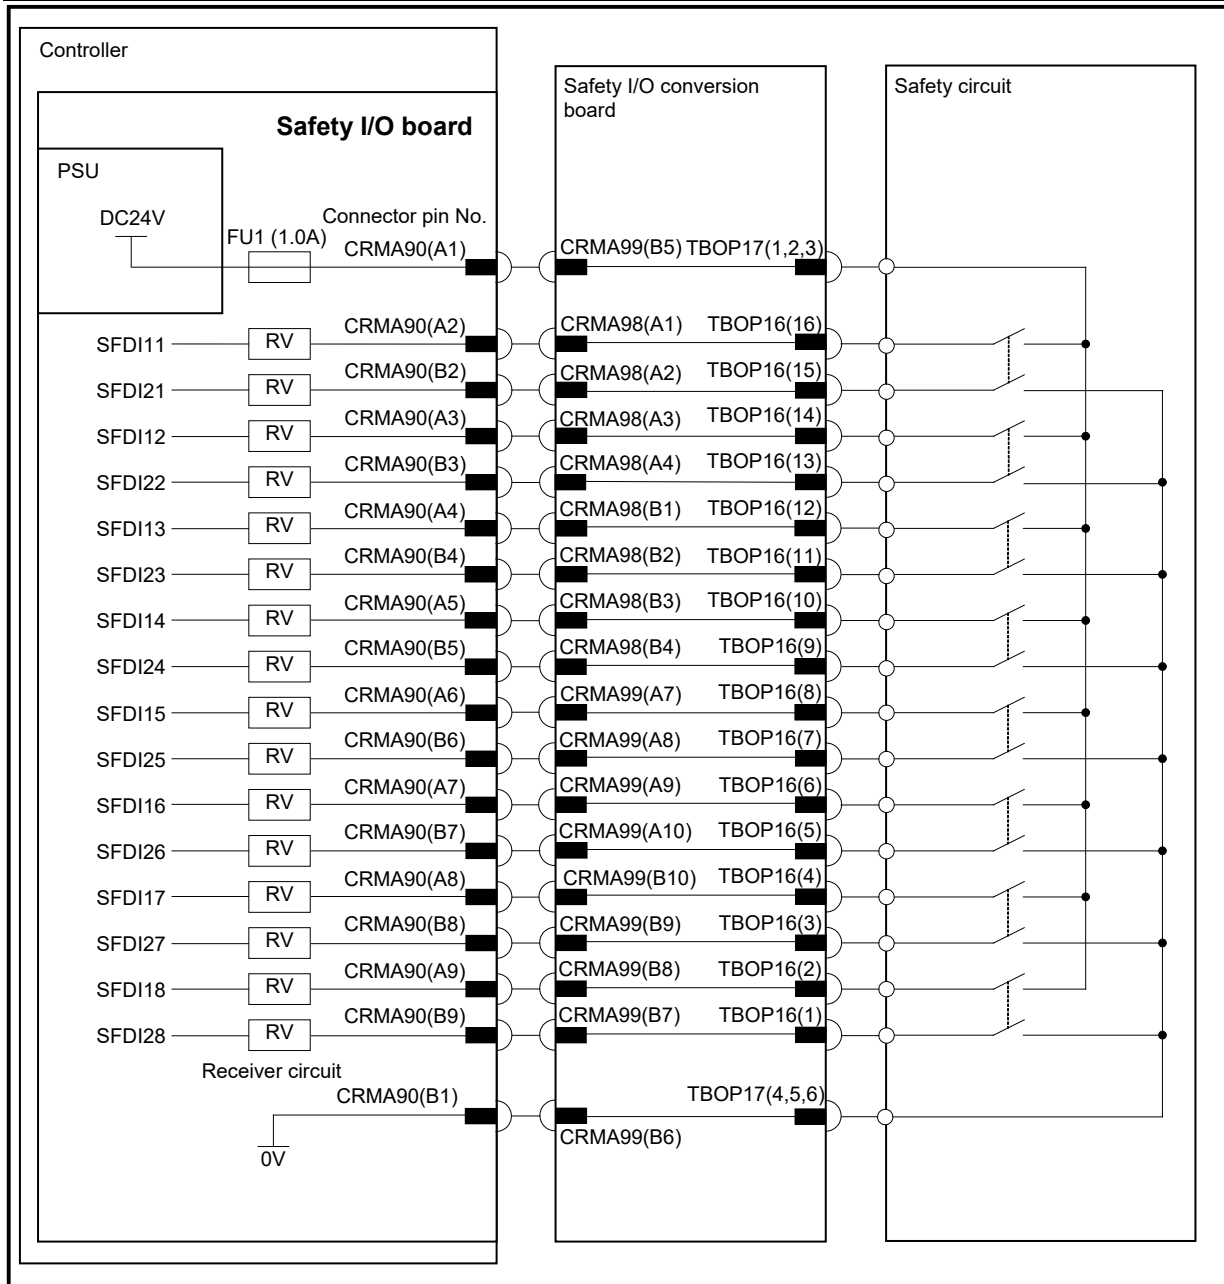 Controller
Safety I/O conversion
board
Safety circuit
Safety I/O board
PSU
DC24V
Connector pin No.
FU1 (1.0A)
CRMA90(A1)
CRMA99(B5)
TBOP17(1,2,3)
SFDI11 RV CRMA90(A2) CRMA98(A1) TBOP16(16)
SFDI21 RV CRMA90(B2) CRMA98(A2) TBOP16(15)
SFDI12 RV CRMA90(A3) CRMA98(A3) TBOP16(14)
SFDI22 RV CRMA90(B3) CRMA98(A4) TBOP16(13)
SFDI13 RV CRMA90(A4) CRMA98(B1) TBOP16(12)
SFDI23 RV CRMA90(B4) CRMA98(B2) TBOP16(11)
SFDI14 RV CRMA90(A5) CRMA98(B3) TBOP16(10)
SFDI24 RV CRMA90(B5) CRMA98(B4) TBOP16(9)
SFDI15 RV CRMA90(A6) CRMA99(A7) TBOP16(8)
SFDI25 RV CRMA90(B6) CRMA99(A8) TBOP16(7)
SFDI16 RV CRMA90(A7) CRMA99(A9) TBOP16(6)
SFDI26 RV CRMA90(B7) CRMA99(A10) TBOP16(5)
SFDI17 RV CRMA90(A8) CRMA99(B10) TBOP16(4)
SFDI27 RV CRMA90(B8) CRMA99(B9) TBOP16(3)
SFDI18 RV CRMA90(A9) CRMA99(B8) TBOP16(2)
SFDI28 RV CRMA90(B9) CRMA99(B7) TBOP16(1)
Receiver circuit
CRMA90(B1)
TBOP17(4,5,6)
CRMA99(B6)
0V